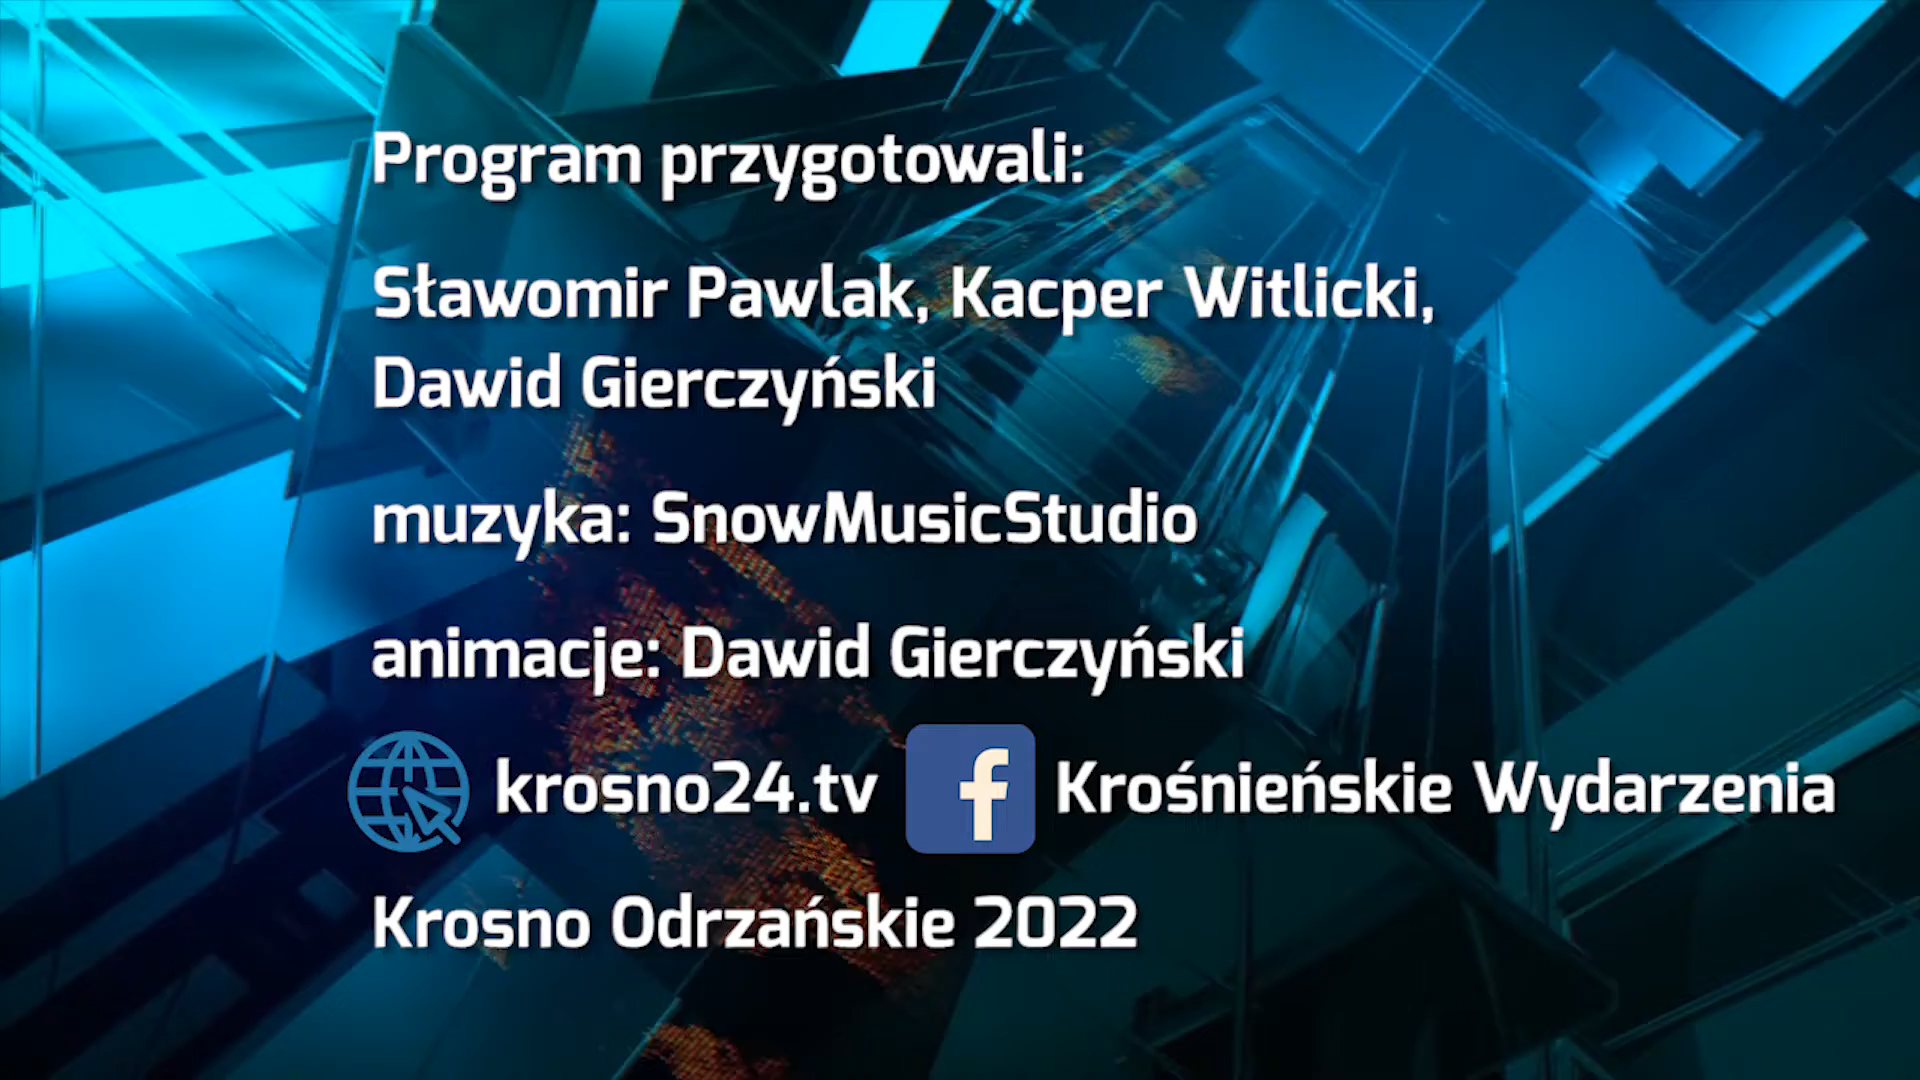 Program przygotowali:
Sławomir Pawlak, Kacper Witlicki,
Dawid Gierczyński
muzyka: SnowMusicStudio
animacje: Dawid Gierczyński
krosno24.tv f Krośnieńskie Wydarzenia
Krosno Odrzańskie 2022